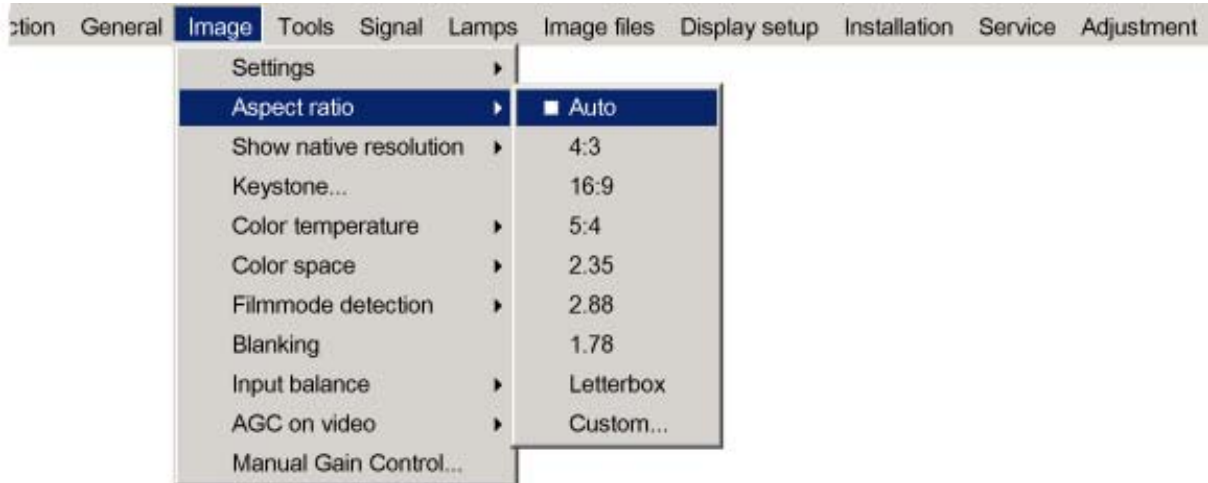 ction General Image Tools Signal Lamps Image files Display setup Installation Service Adjustment
Settings
Aspect ratio
Auto
Show native resolution
4:3
Keystone...
16:9
Color temperature
5:4
Color space
2.35
Filmmode detection
2.88
Blanking
1.78
Input balance
Letterbox
AGC on video
Custom...
Manual Gain Control...